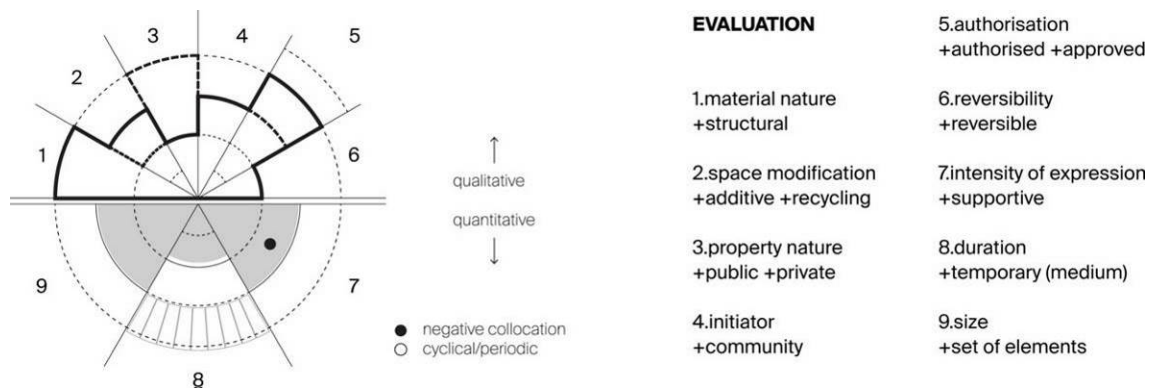 1
2
3
4
5
6
7
8
9
qualitative
quantitative
negative collocation
cyclical/periodic
EVALUATION
1.material nature
+structural
2.space modification
+additive +recycling
3.property nature
+public +private
4.initiator
+community
5.authorisation
+authorised +approved
6.reversibility
+reversible
7.intensity of expression
+supportive
8.duration
+temporary (medium)
9.size
+set of elements